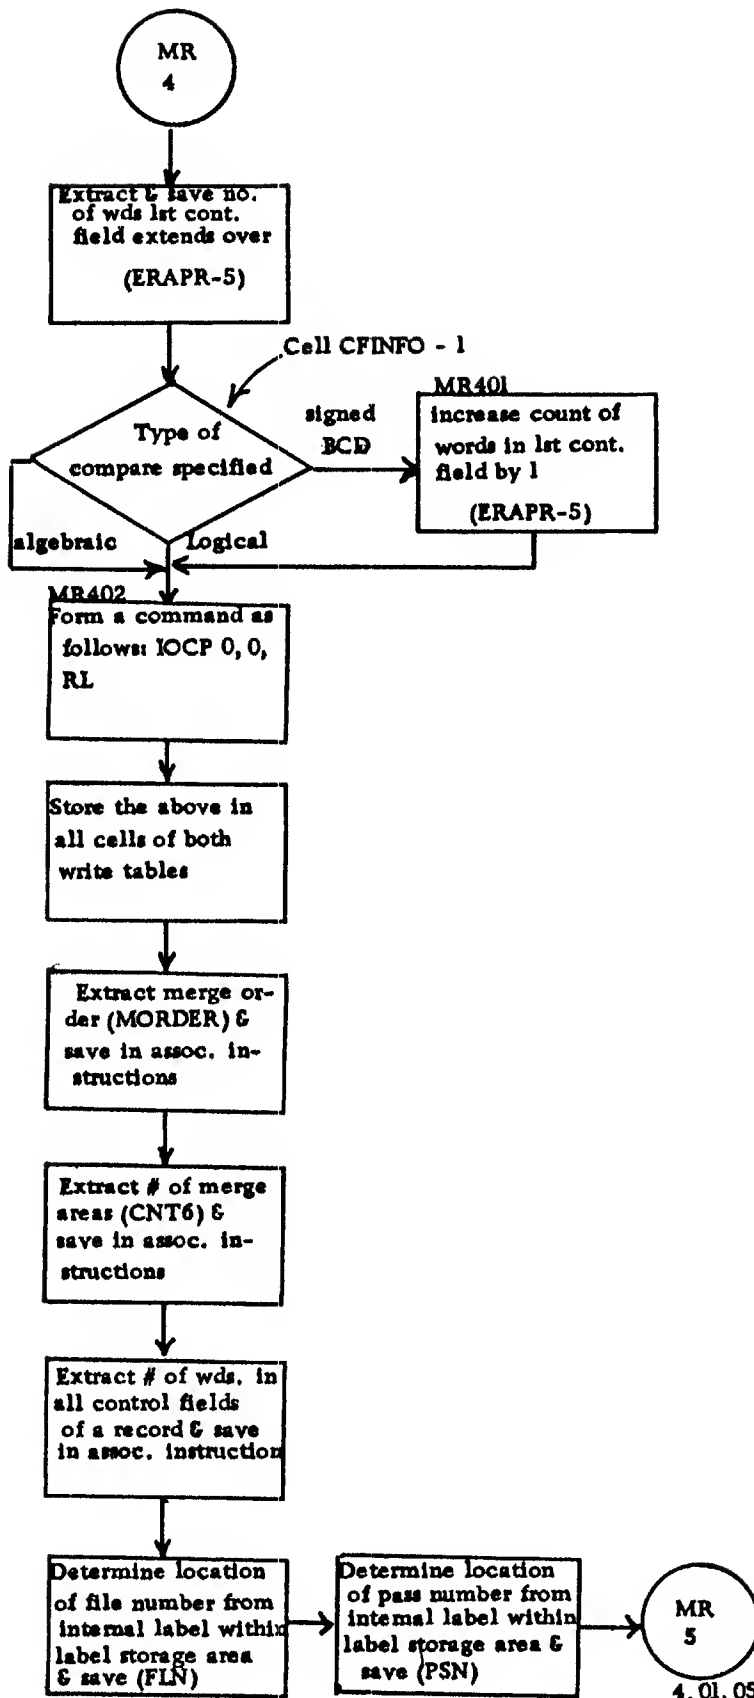 MR
4
Extract & save no.
of wds 1st cont.
field extends over
(ERAPR-5)
Cell CFINFO - 1
Type of
compare specified
signed
BCD
MR401
increase count of
words in 1st cont.
field by 1
(ERAPR-5)
algebraic
Logical
MR402
Form a command as
follows: IOCP 0, 0,
RL
Store the above in
all cells of both
write tables
Extract merge or-
der (MORDER) &
save in assoc. in-
structions
Extract # of merge
areas (CNT6) &
save in assoc. in-
structions
Extract # of wds. in
all control fields
of a record & save
in assoc. instruction
Determine location
of file number from
internal label within
label storage area
& save (FLN)
Determine location
of pass number from
internal label within
label storage area &
save (PSN)
MR
5
4.01.05